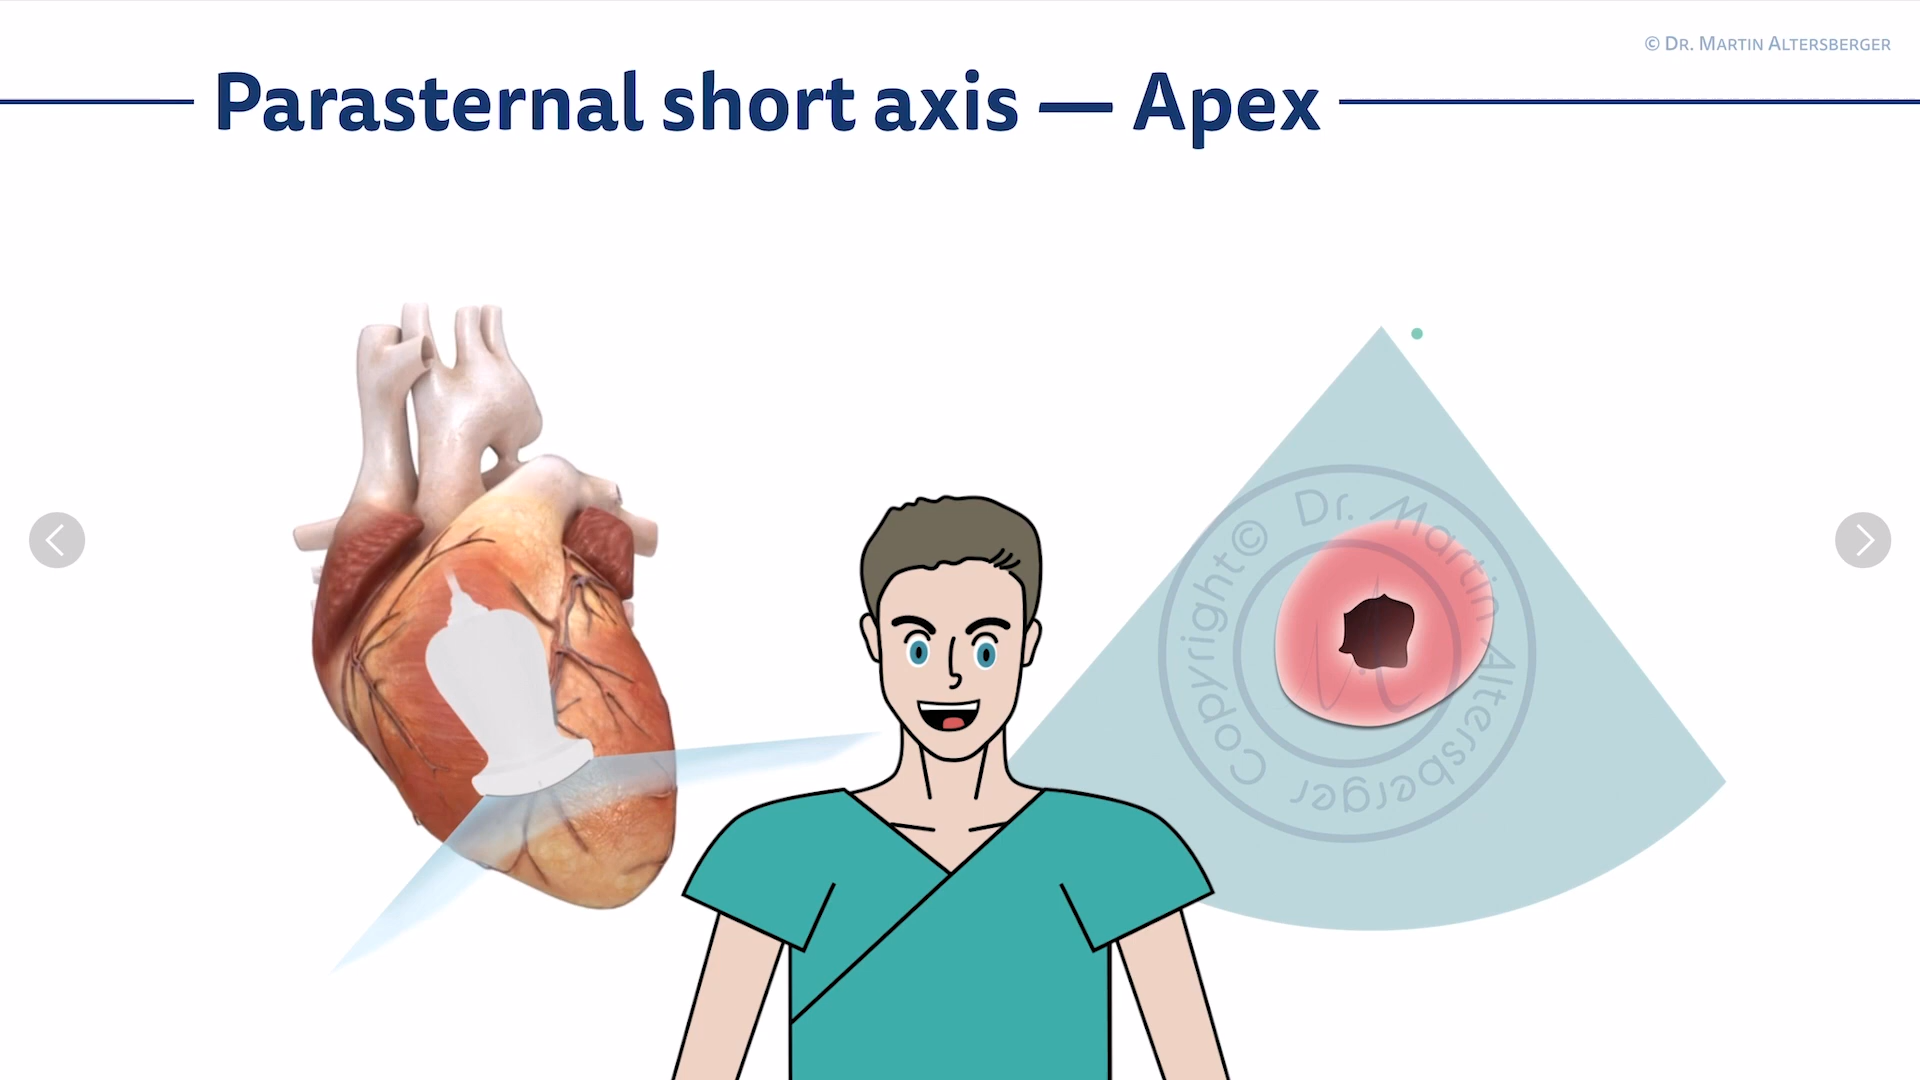 © DR. MARTIN ALTERSBERGER
Parasternal short axis — Apex
Copyright© Dr. Martin Altersberger